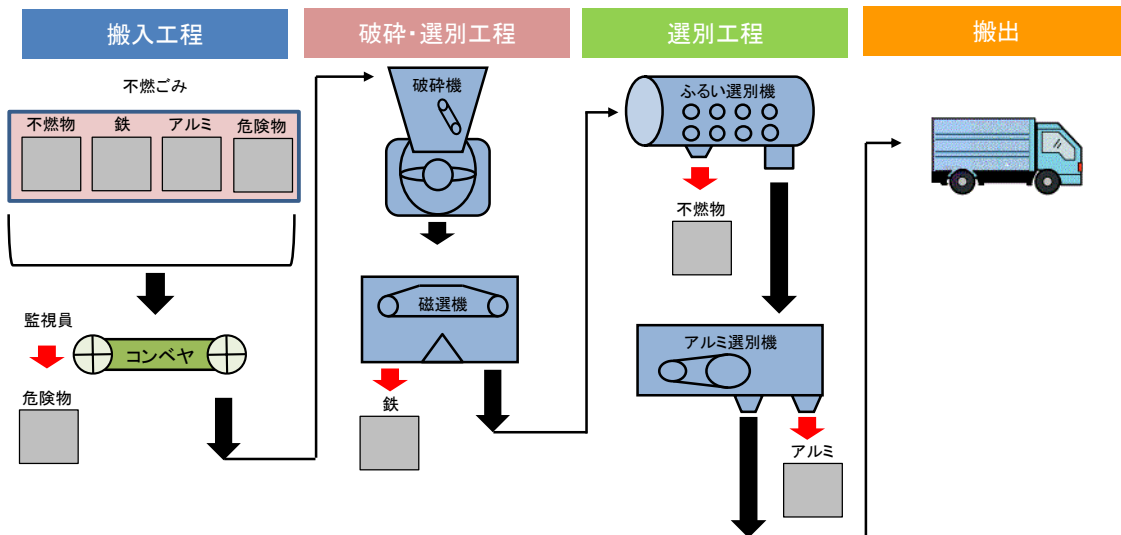 搬入工程
破砕・選別工程
選別工程
搬出
不燃ごみ
不燃物
鉄
アルミ
危険物
監視員
コンベヤ
危険物
破砕機
磁選機
鉄
ふるい選別機
不燃物
アルミ選別機
アルミ